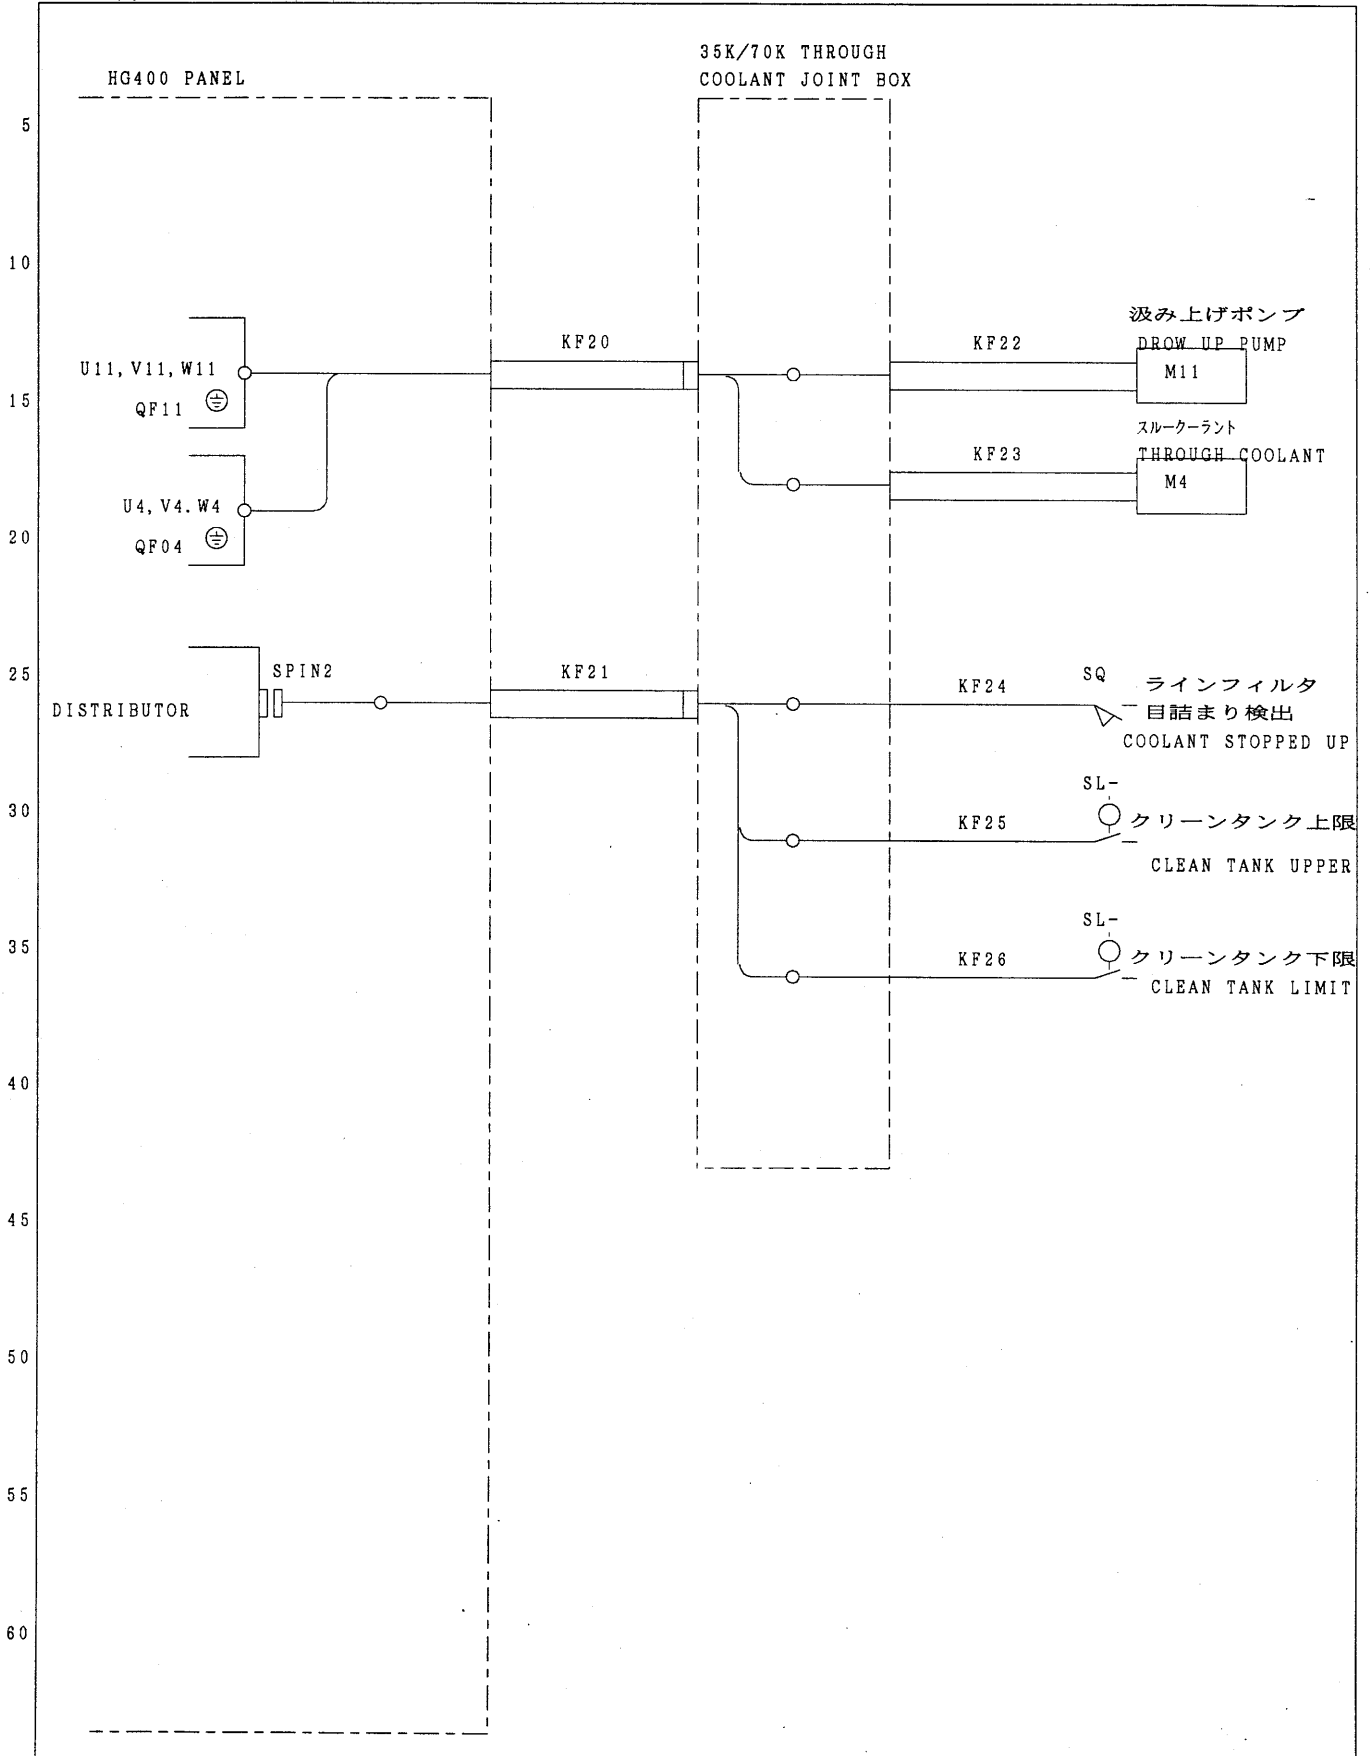 HG400 PANEL
35K/70K THROUGH
COOLANT JOINT BOX
5
10
15
20
25
30
35
40
45
50
55
60
U11, V11, W11
QF11
U4, V4. W4
QF04
DISTRIBUTOR
SPIN2
KF20
KF21
KF22
汲み上げポンプ
DROW UP PUMP
M11
KF23
スルークーラント
THROUGH COOLANT
M4
KF24
SQ
ラインフィルタ
目詰まり検出
COOLANT STOPPED UP
KF25
SL-
クリーンタンク上限
CLEAN TANK UPPER
KF26
SL-
クリーンタンク下限
CLEAN TANK LIMIT